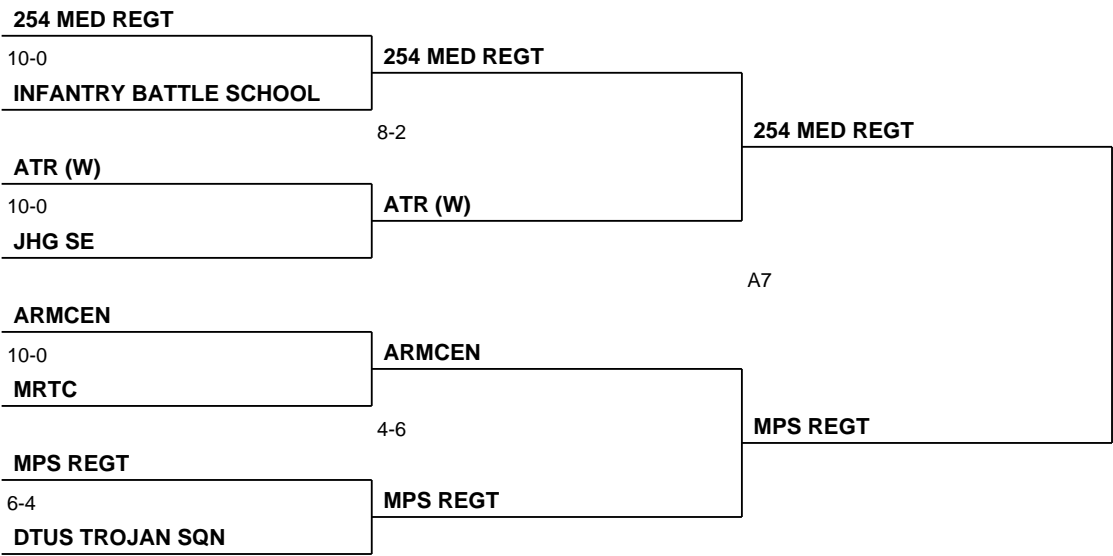 254 MED REGT
10-0
254 MED REGT
INFANTRY BATTLE SCHOOL
8-2
254 MED REGT
ATR (W)
10-0
ATR (W)
JHG SE
A7
ARMCEN
10-0
ARMCEN
MRTC
4-6
MPS REGT
MPS REGT
6-4
MPS REGT
DTUS TROJAN SQN